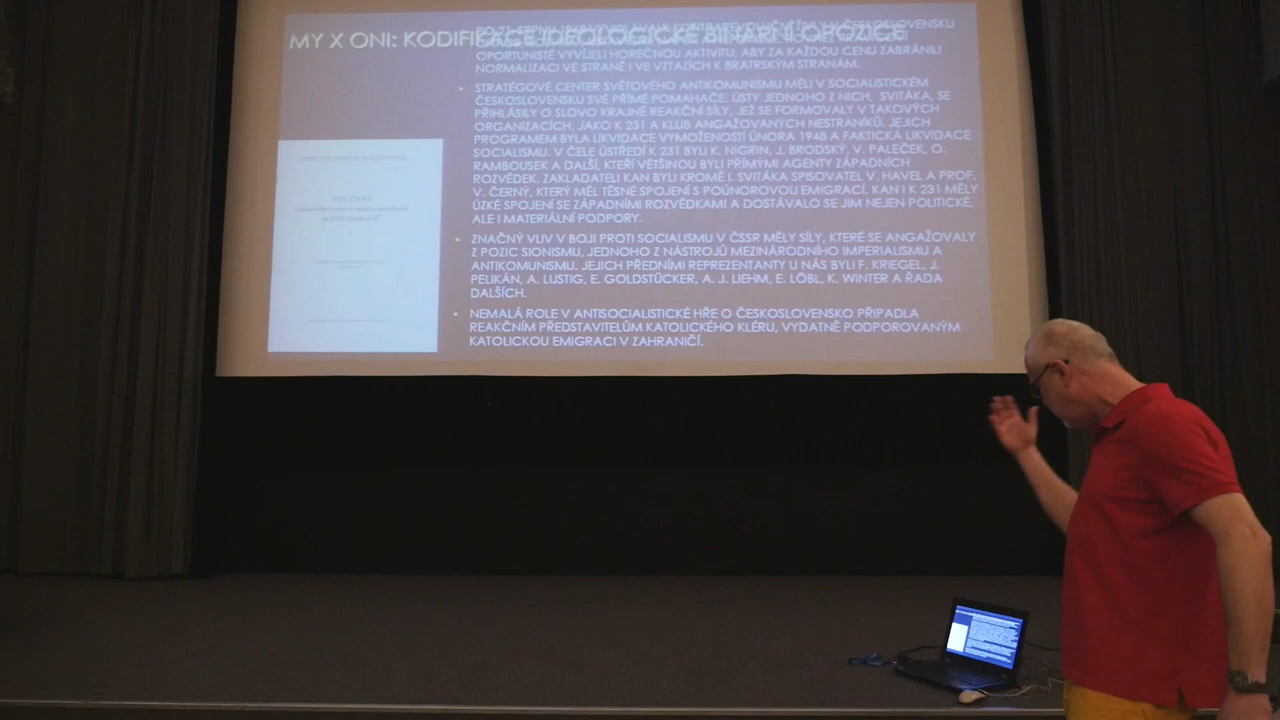 MY X ONI: KODIFIKACE IDEOLOGICKÉ BINÁRNÍ OPOZICE
OPORTUNISTÉ VYVÍJELI HOREČNOU AKTIVITU, ABY ZA KAŽDOU CENU ZABRÁNILI
NORMALIZACI VE STRANĚ I VE VZTAZÍCH K BRATRSKÝM STRANÁM.
• STRATÉGOVÉ CENTER SVĚTOVÉHO ANTIKOMUNISMU MĚLI V SOCIALISTICKÉM
ČESKOSLOVENSKU SVÉ PŘÍMÉ POMAHAČE. ÚSTY JEDNOHO Z NICH, SVITÁKA, SE
PŘIHLÁSILY O SLOVO KRAJNĚ REAKČNÍ SÍLY, JEŽ SE FORMOVALY V TAKOVÝCH
ORGANIZACÍCH, JAKO K 231 A KLUB ANGAŽOVANÝCH NESTRANÍKŮ. JEJICH
PROGRAMEM BYLA LIKVIDACE VYMOŽENOSTÍ ÚNORA 1948 A FAKTICKÁ LIKVIDACE
SOCIALISMU. V ČELE ÚSTŘEDÍ K 231 BYLI K. NIGRIN, J. BRODSKÝ, V. PALEČEK, O.
RAMBOUSEK A DALŠÍ, KTEŘÍ VĚTŠINOU BYLI PŘÍMÝMI AGENTY ZÁPADNÍCH
ROZVĚDEK. ZAKLADATELI KAN BYLI KROMĚ I. SVITÁKA SPISOVATEL V. HAVEL A PROF.
V. ČERNÝ, KTERÝ MĚL TĚSNÉ SPOJENÍ S POÚNOROVOU EMIGRACÍ. KAN I K 231 MĚLY
ÚZKÉ SPOJENÍ SE ZÁPADNÍMI ROZVĚDKAMI A DOSTÁVALO SE JIM NEJEN POLITICKÉ,
ALE I MATERIÁLNÍ PODPORY.
• ZNAČNÝ VLIV V BOJI PROTI SOCIALISMU V ČSSR MĚLY SÍLY, KTERÉ SE ANGAŽOVALY
Z POZIC SIONISMU, JEDNOHO Z NÁSTROJŮ MEZINÁRODNÍHO IMPERIALISMU A
ANTIKOMUNISMU. JEJICH PŘEDNÍMI REPREZENTANTY U NÁS BYLI F. KRIEGEL, J.
PELIKÁN, A. LUSTIG, E. GOLDSTÜCKER, A. J. LIEHM, E. LÖBL, K. WINTER A ŘADA
DALŠÍCH.
• NEMALÁ ROLE V ANTISOCIALISTICKÉ HŘE O ČESKOSLOVENSKO PŘIPADLA
REAKČNÍM PŘEDSTAVITELŮM KATOLICKÉHO KLÉRU, VYDATNĚ PODPOROVANÝM
KATOLICKOU EMIGRACÍ V ZAHRANIČÍ.
POUČENÍ